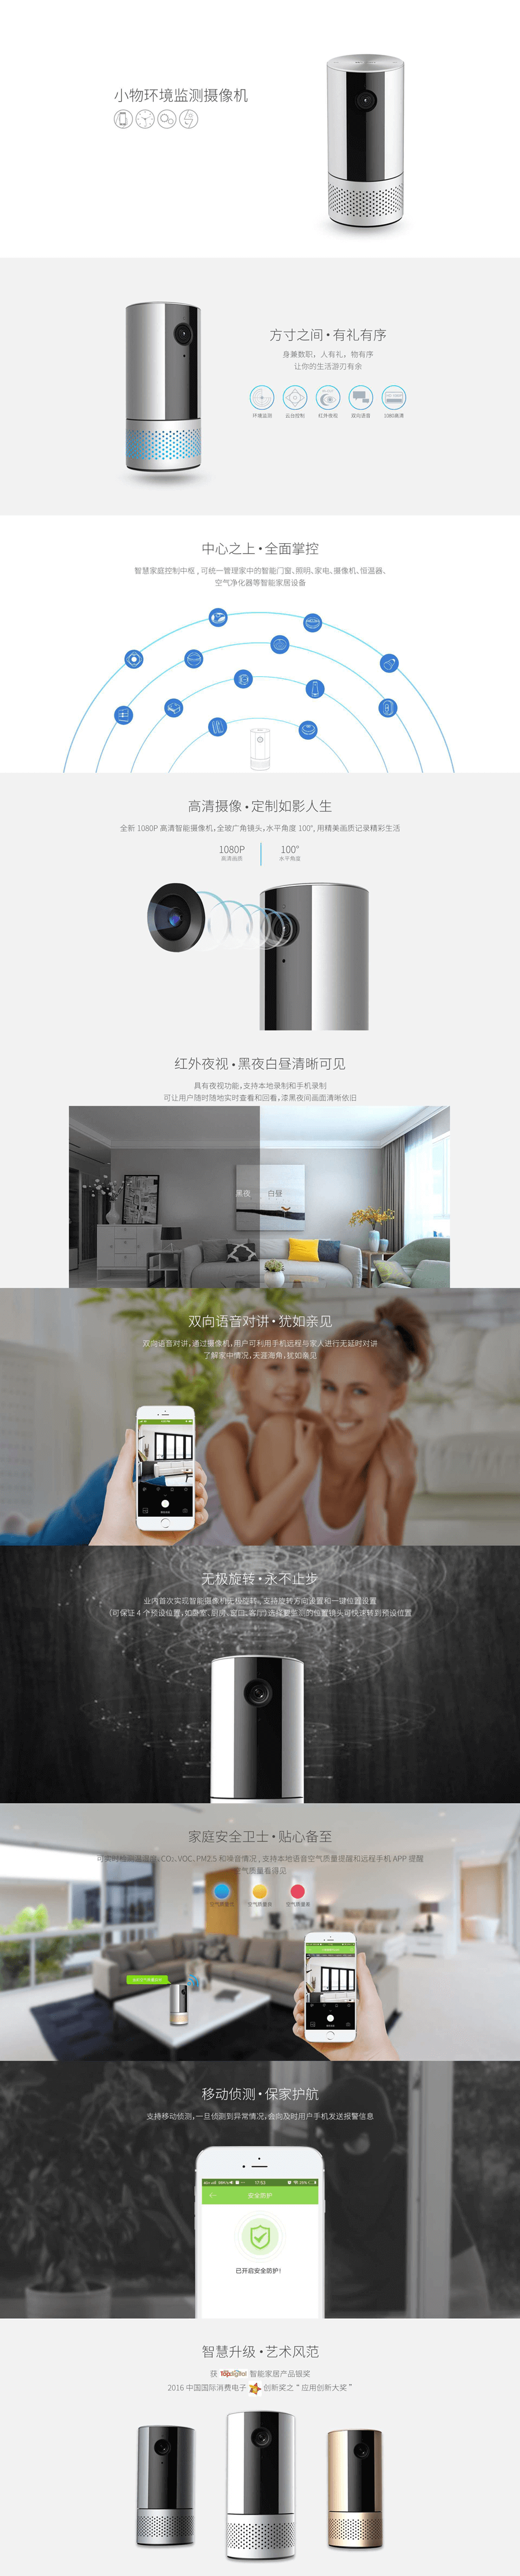 小物环境监测摄像机
方寸之间·有礼有序
身兼数职，人有礼，物有序
让你的生活游刃有余
环境监测 云台控制 红外夜视 双向语音 1080高清
中心之上·全面掌控
智慧家庭控制中枢，可统一管理家中的智能门窗、照明、家电、摄像机、恒温器、
空气净化器等智能家居设备
高清摄像·定制如影人生
全新 1080P 高清智能摄像机，全玻广角镜头，水平角度 100°, 用精美画质记录精彩生活
1080P 100°
高清画质 水平角度
红外夜视·黑夜白昼清晰可见
具有夜视功能，支持本地录制和手机录制
可让用户随时随地实时查看和回看，漆黑夜间画面清晰依旧
黑夜 白昼
双向语音对讲·犹如亲见
双向语音对讲，通过摄像机，用户可利用手机远程与家人进行无延时对讲
了解家中情况，天涯海角，犹如亲见
无极旋转·永不止步
业内首次实现智能摄像机无极旋转，支持旋转方向设置和一键位置设置
（可保证 4 个预设位置，如卧室、厨房、窗口、客厅）选择要监测的位置镜头可快速转到预设位置
家庭安全卫士·贴心备至
可实时检测温湿度、CO₂、VOC、PM2.5 和噪音情况，支持本地语音空气质量提醒和远程手机 APP 提醒
空气质量看得见
移动侦测·保家护航
支持移动侦测，一旦侦测到异常情况，会向及时用户手机发送报警信息
17:52
安全防护
已开启安全防护！
智慧升级·艺术风范
获 Topdigital 智能家居产品银奖
2016 中国国际消费电子 创新奖之“ 应用创新大奖 ”